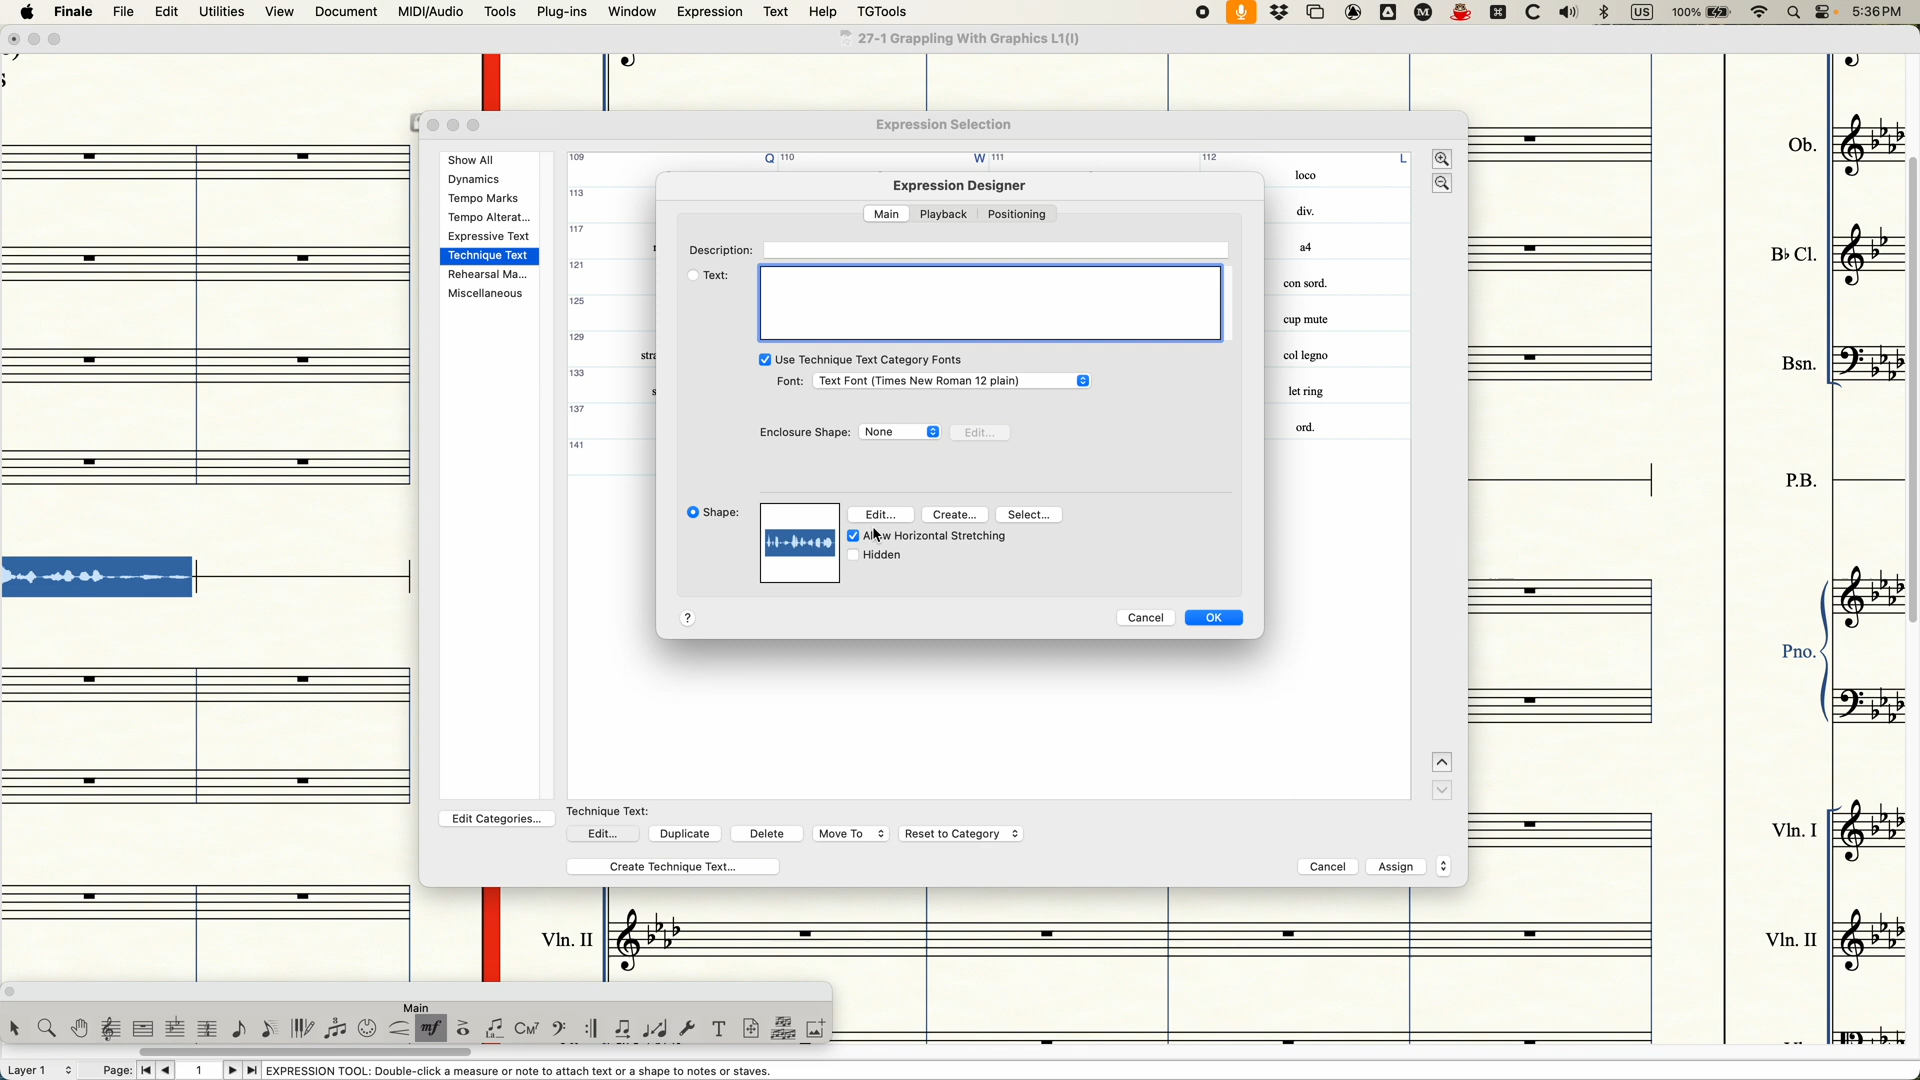 Finale File Edit Utilities View Document MIDI/Audio Tools Plug-ins Window Expression Text Help TGTools
US 100% 5:36 PM
27-1 Grappling With Graphics L1(I)
Expression Selection
Show All
Dynamics
Tempo Marks
Tempo Alterat...
Expressive Text
Technique Text
Rehearsal Ma...
Miscellaneous
109 Q 110 W 111 112 L
loco
113
div.
117
a4
121
con sord.
125
cup mute
129
col legno
133
let ring
137
ord.
141
Expression Designer
Main Playback Positioning
Description:
Text:
Use Technique Text Category Fonts
Font: Text Font (Times New Roman 12 plain)
Enclosure Shape: None Edit...
Shape: Edit... Create... Select...
Allow Horizontal Stretching
Hidden
? Cancel OK
Edit Categories...
Technique Text:
Edit... Duplicate Delete Move To Reset to Category
Create Technique Text... Cancel Assign
Ob.
B♭ Cl.
Bsn.
P.B.
Pno.
Vln. I
Vln. II Vln. II
Main
mf
CM7
T
Layer 1 Page: 1 EXPRESSION TOOL: Double-click a measure or note to attach text or a shape to notes or staves.